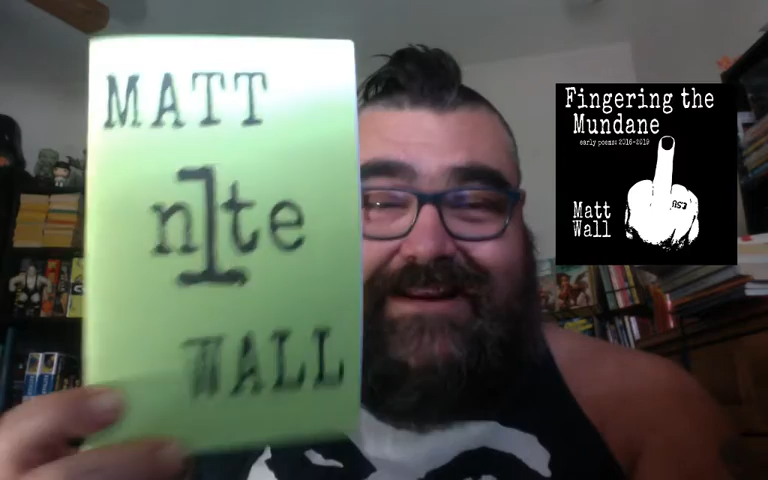 MATT
n1te
WALL
Fingering the
Mundane
early poems: 2016-2019
Matt
Wall